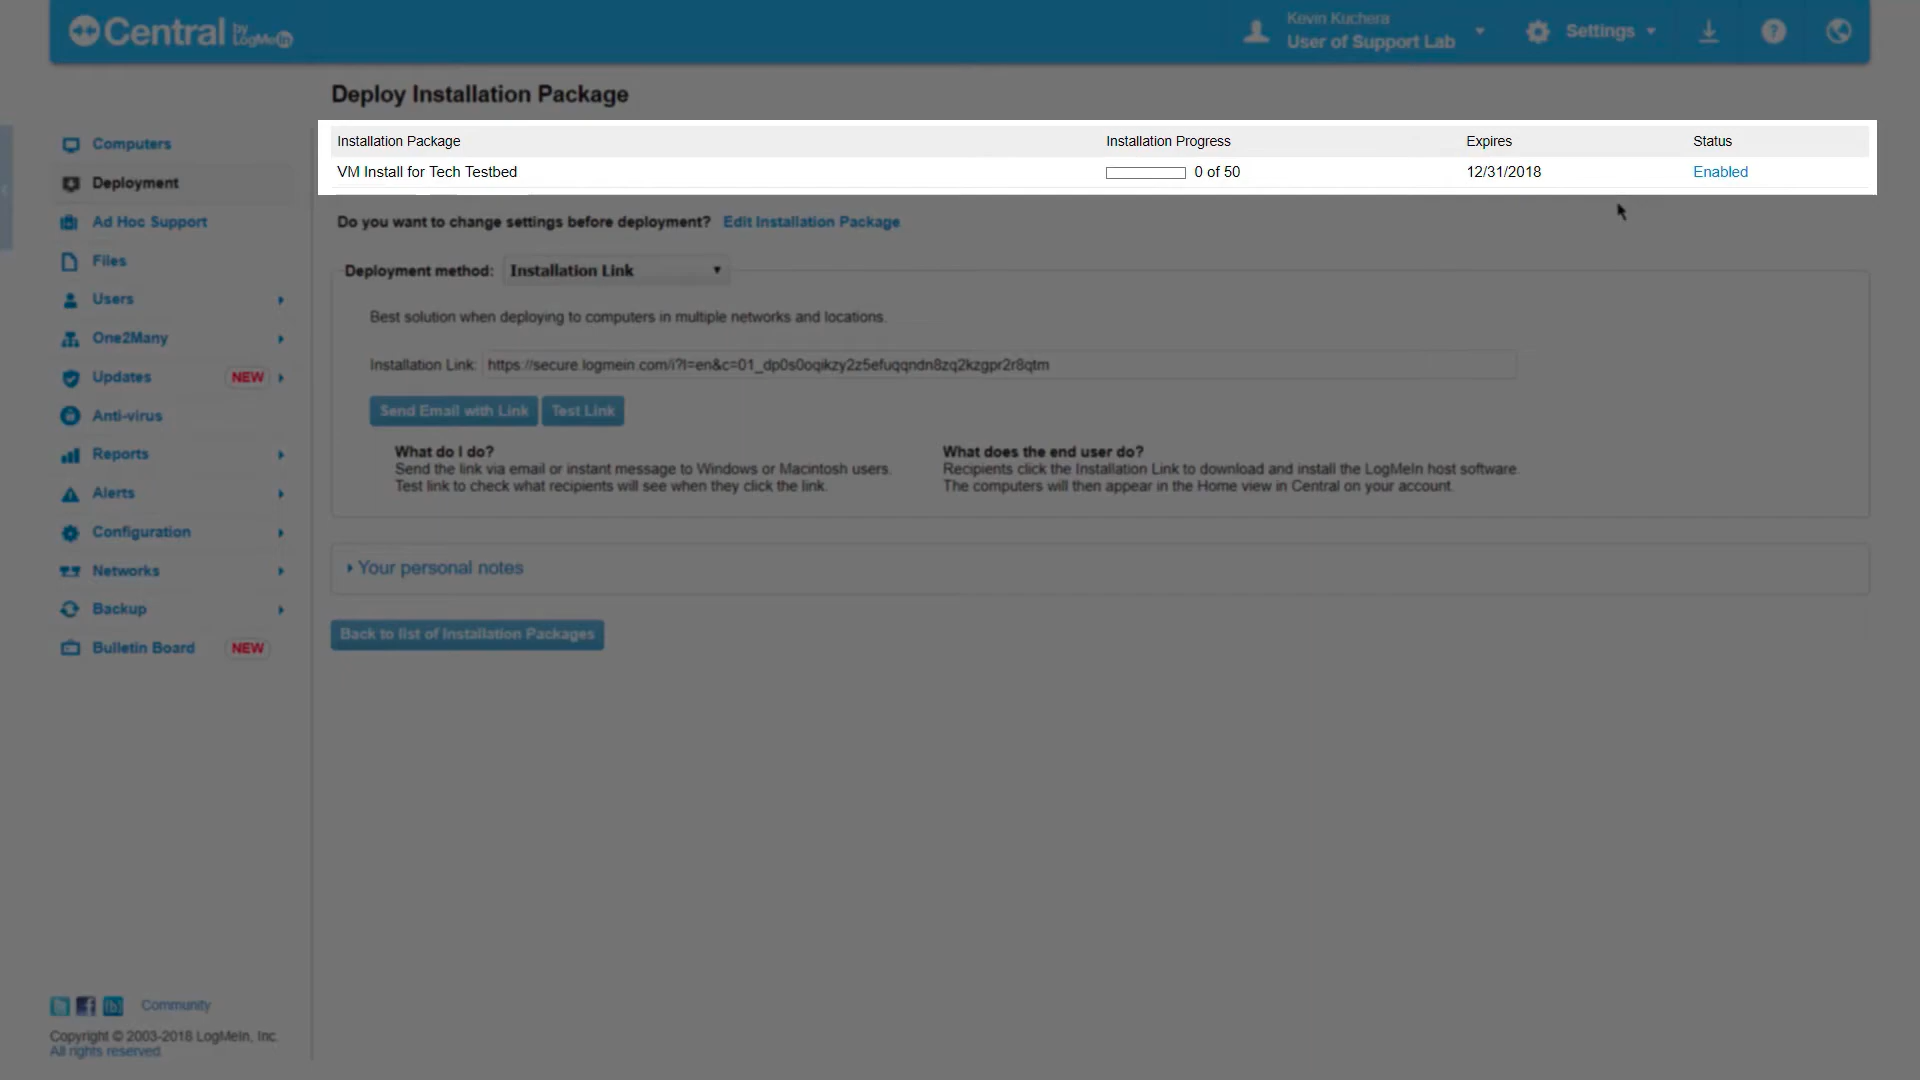 Central by LogMeIn
Kevin Kuchera
User of Support Lab
Settings
Deploy Installation Package
Computers
Deployment
Ad Hoc Support
Files
Users
One2Many
Updates NEW
Anti-virus
Reports
Alerts
Configuration
Networks
Backup
Bulletin Board NEW
Installation Package Installation Progress Expires Status
VM Install for Tech Testbed 0 of 50 12/31/2018 Enabled
Do you want to change settings before deployment? Edit Installation Package
Deployment method: Installation Link
Best solution when deploying to computers in multiple networks and locations.
Installation Link: https://secure.logmein.com/i?l=en&c=01_dp0s0oqikzy2z5efuqqndn8zq2kzgpr2r8qtm
Send Email with Link Test Link
What do I do?
Send the link via email or instant message to Windows or Macintosh users.
Test link to check what recipients will see when they click the link.
What does the end user do?
Recipients click the Installation Link to download and install the LogMeIn host software.
The computers will then appear in the Home view in Central on your account.
Your personal notes
Back to list of Installation Packages
Community
Copyright © 2003-2018 LogMeIn, Inc.
All rights reserved.